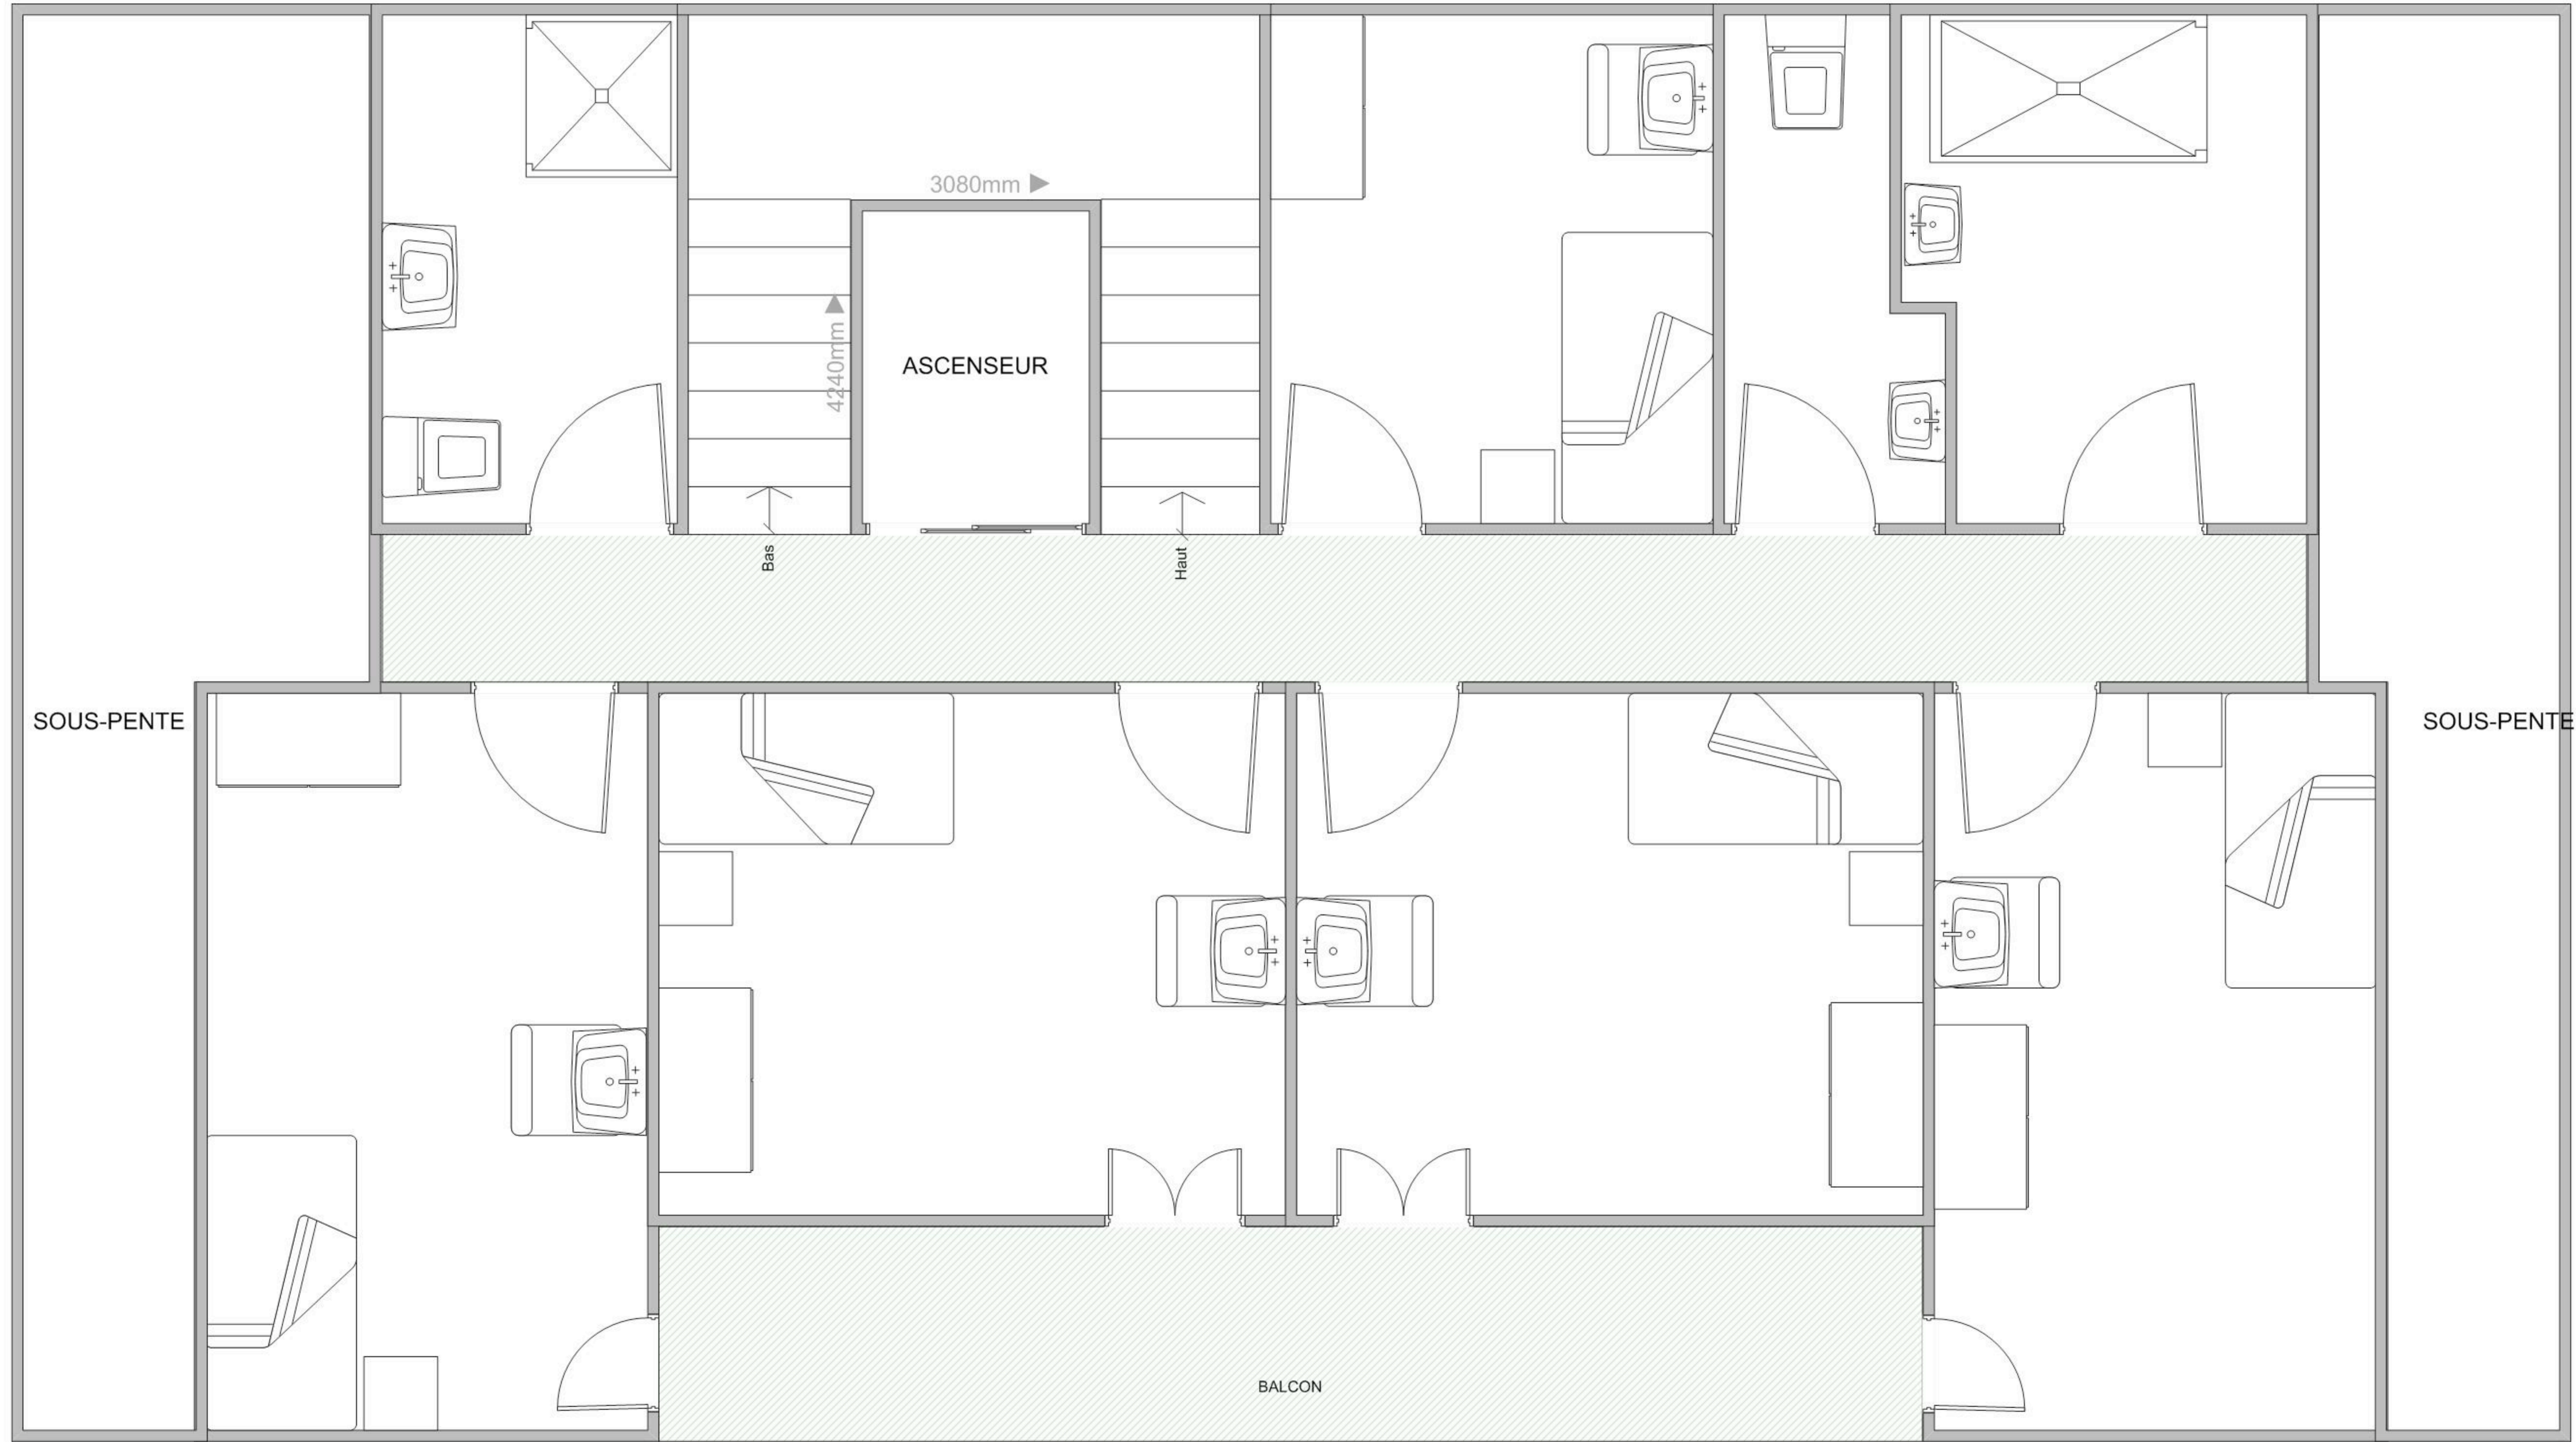 3080mm
4240mm
ASCENSEUR
Bas
Haut
SOUS-PENTE
SOUS-PENTE
BALCON